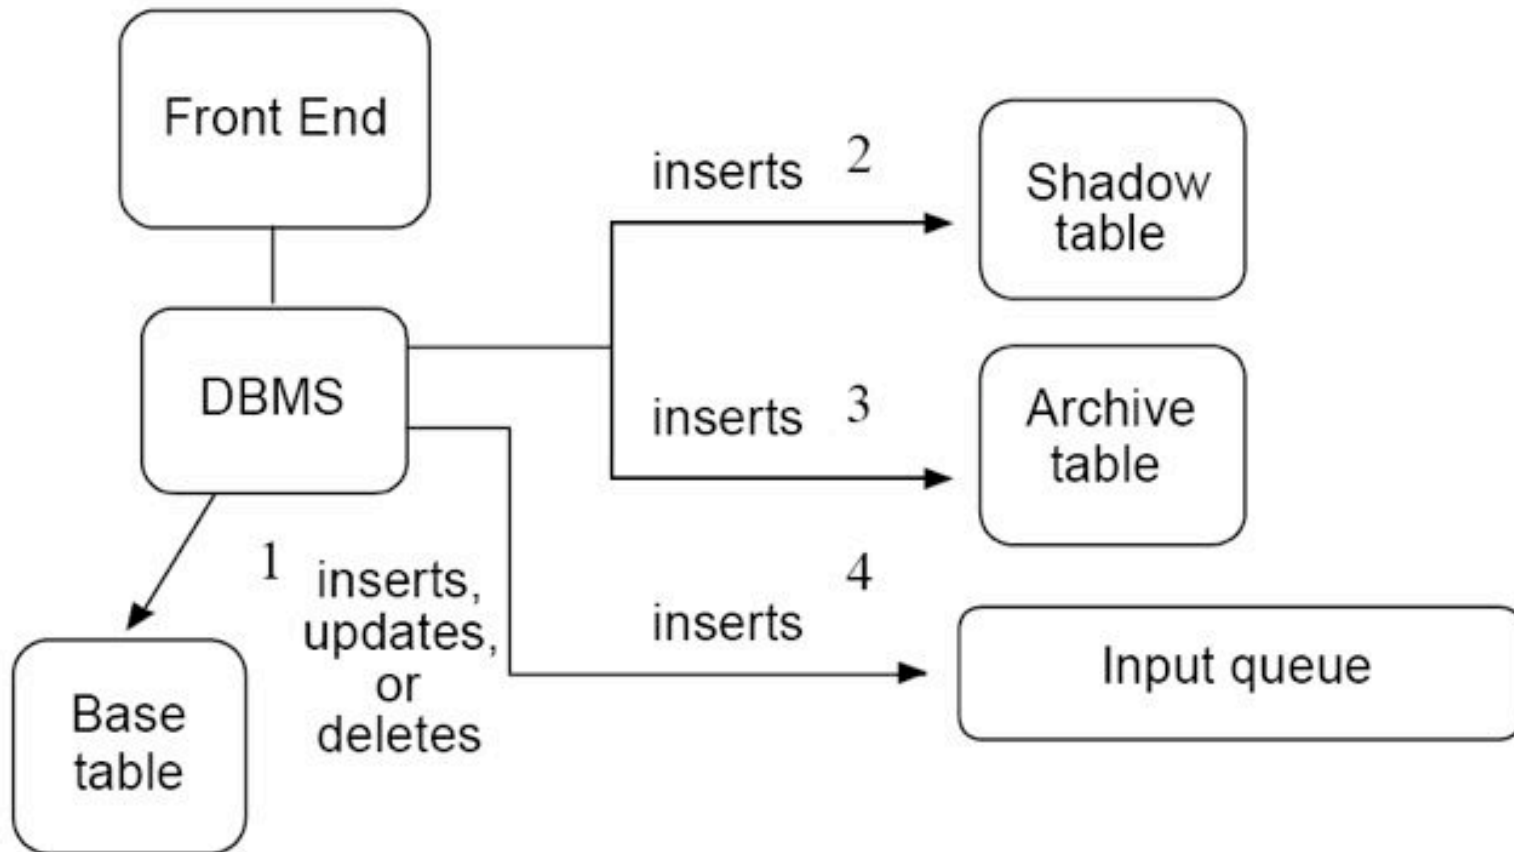 Front End
inserts 2
Shadow
table
DBMS
inserts 3
Archive
table
1
inserts,
updates,
or
deletes
inserts 4
Input queue
Base
table